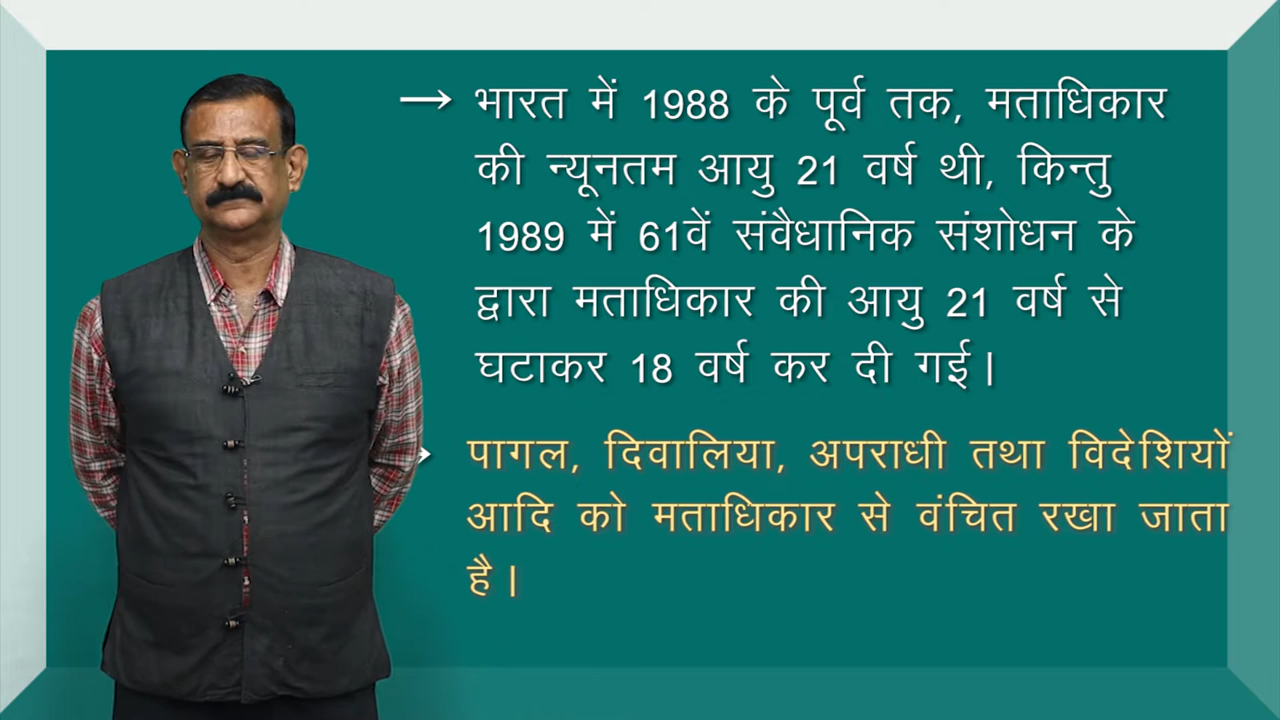 → भारत में 1988 के पूर्व तक, मताधिकार
की न्यूनतम आयु 21 वर्ष थी, किन्तु
1989 में 61वें संवैधानिक संशोधन के
द्वारा मताधिकार की आयु 21 वर्ष से
घटाकर 18 वर्ष कर दी गई।
पागल, दिवालिया, अपराधी तथा विदेशियों
आदि को मताधिकार से वंचित रखा जाता
है।